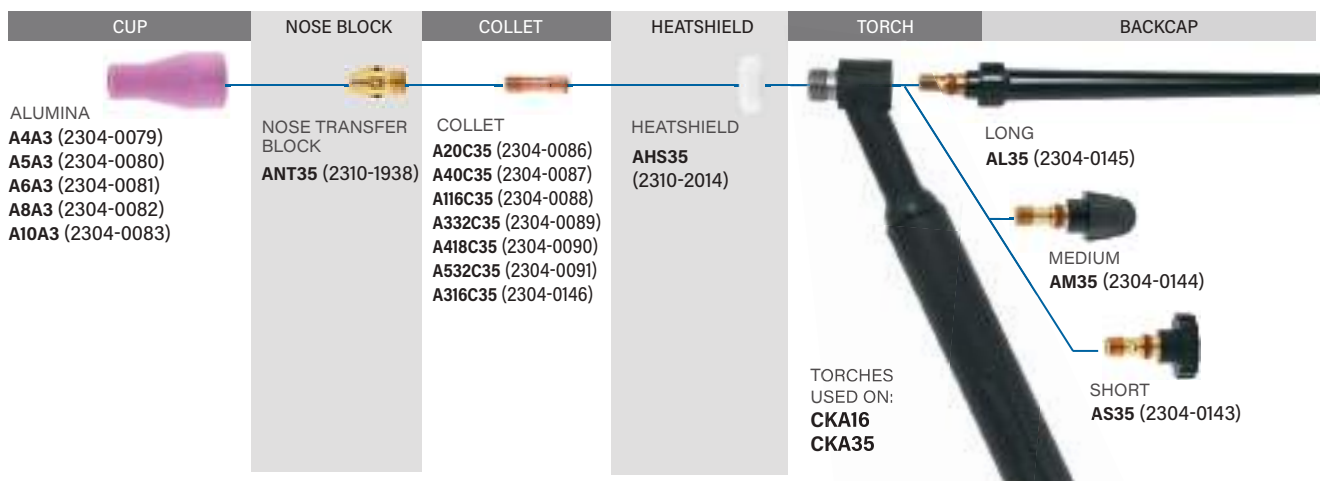 CUP
NOSE BLOCK
COLLET
HEATSHIELD
TORCH
BACKCAP
ALUMINA
A4A3 (2304-0079)
A5A3 (2304-0080)
A6A3 (2304-0081)
A8A3 (2304-0082)
A10A3 (2304-0083)
NOSE TRANSFER
BLOCK
ANT35 (2310-1938)
COLLET
A20C35 (2304-0086)
A40C35 (2304-0087)
A116C35 (2304-0088)
A332C35 (2304-0089)
A418C35 (2304-0090)
A532C35 (2304-0091)
A316C35 (2304-0146)
HEATSHIELD
AHS35
(2310-2014)
TORCHES
USED ON:
CKA16
CKA35
LONG
AL35 (2304-0145)
MEDIUM
AM35 (2304-0144)
SHORT
AS35 (2304-0143)